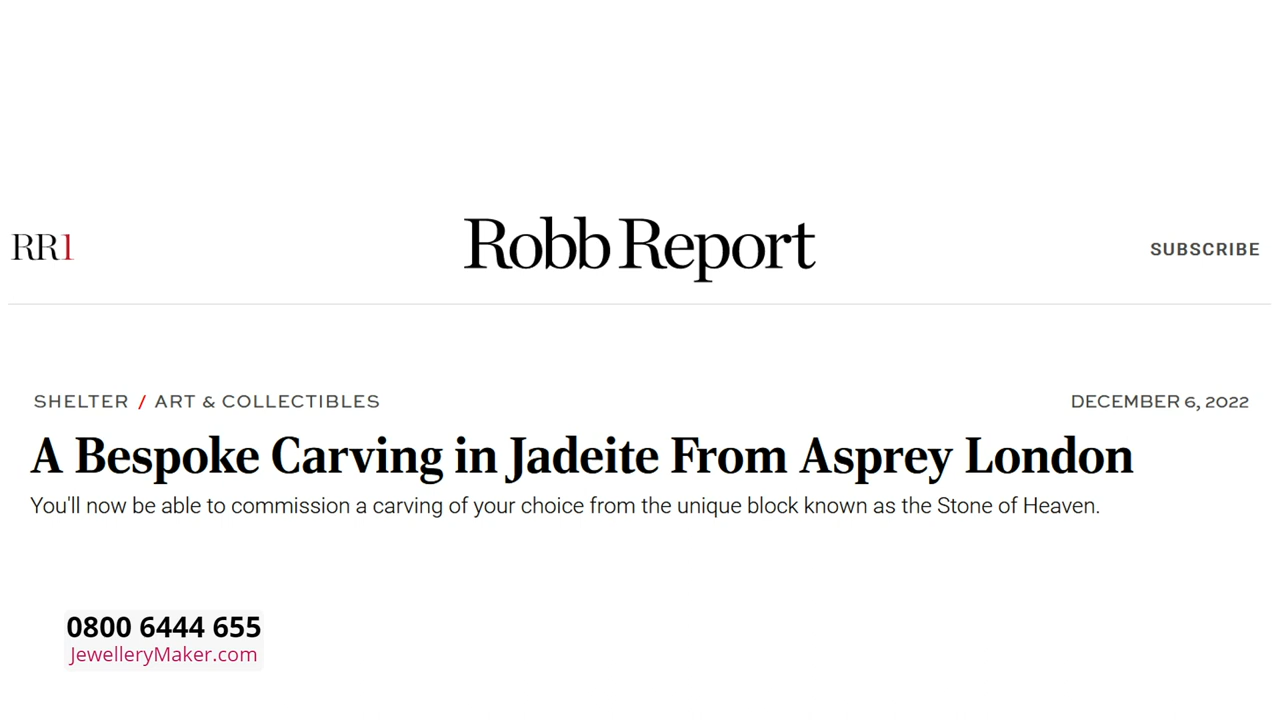 RR1
Robb Report
SUBSCRIBE
SHELTER / ART & COLLECTIBLES
DECEMBER 6, 2022
A Bespoke Carving in Jadeite From Asprey London
You'll now be able to commission a carving of your choice from the unique block known as the Stone of Heaven.
0800 6444 655
JewelleryMaker.com